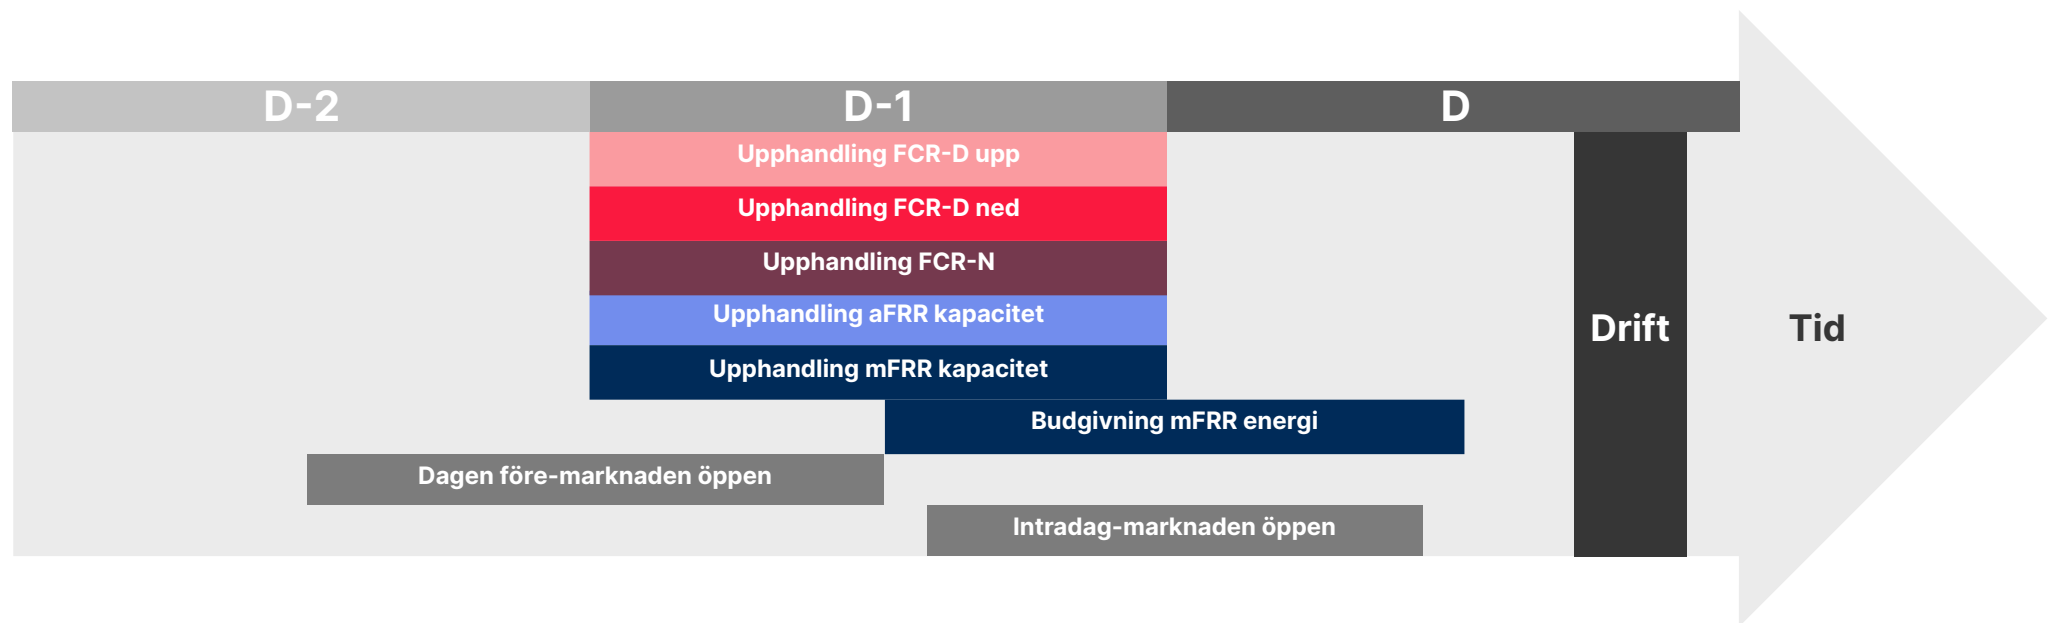 D-2
D-1
D
Upphandling FCR-D upp
Upphandling FCR-D ned
Upphandling FCR-N
Upphandling aFRR kapacitet
Upphandling mFRR kapacitet
Budgivning mFRR energi
Dagen före-marknaden öppen
Intradag-marknaden öppen
Drift
Tid